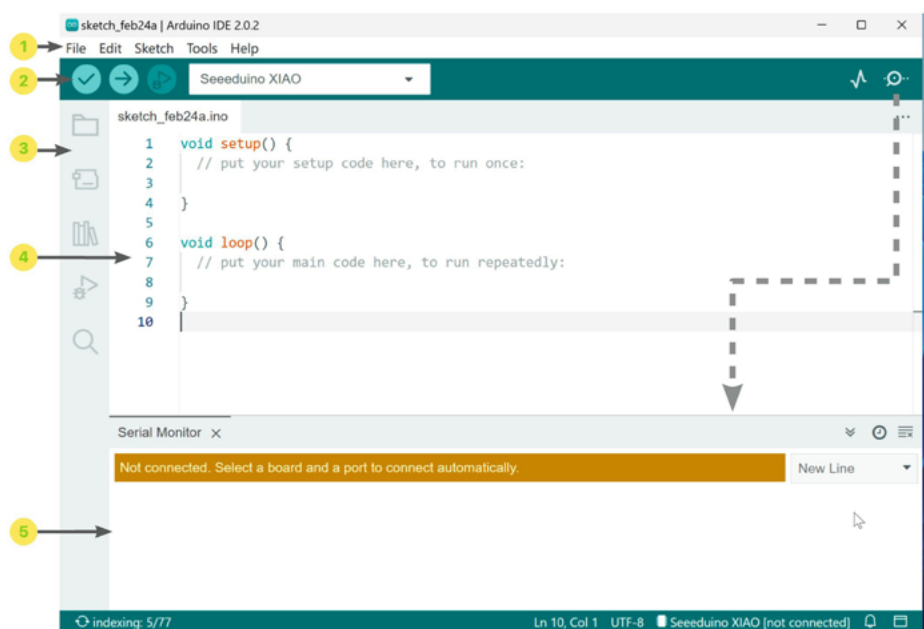 sketch_feb24a | Arduino IDE 2.0.2
1
File Edit Sketch Tools Help
2
Seeeduino XIAO
3
sketch_feb24a.ino
...
1 void setup() {
2 // put your setup code here, to run once:
3
4 }
5
6 void loop() {
4
7 // put your main code here, to run repeatedly:
8
9 }
10
Serial Monitor
Not connected. Select a board and a port to connect automatically.
New Line
5
indexing: 5/77
Ln 10, Col 1 UTF-8 Seeeduino XIAO [not connected]